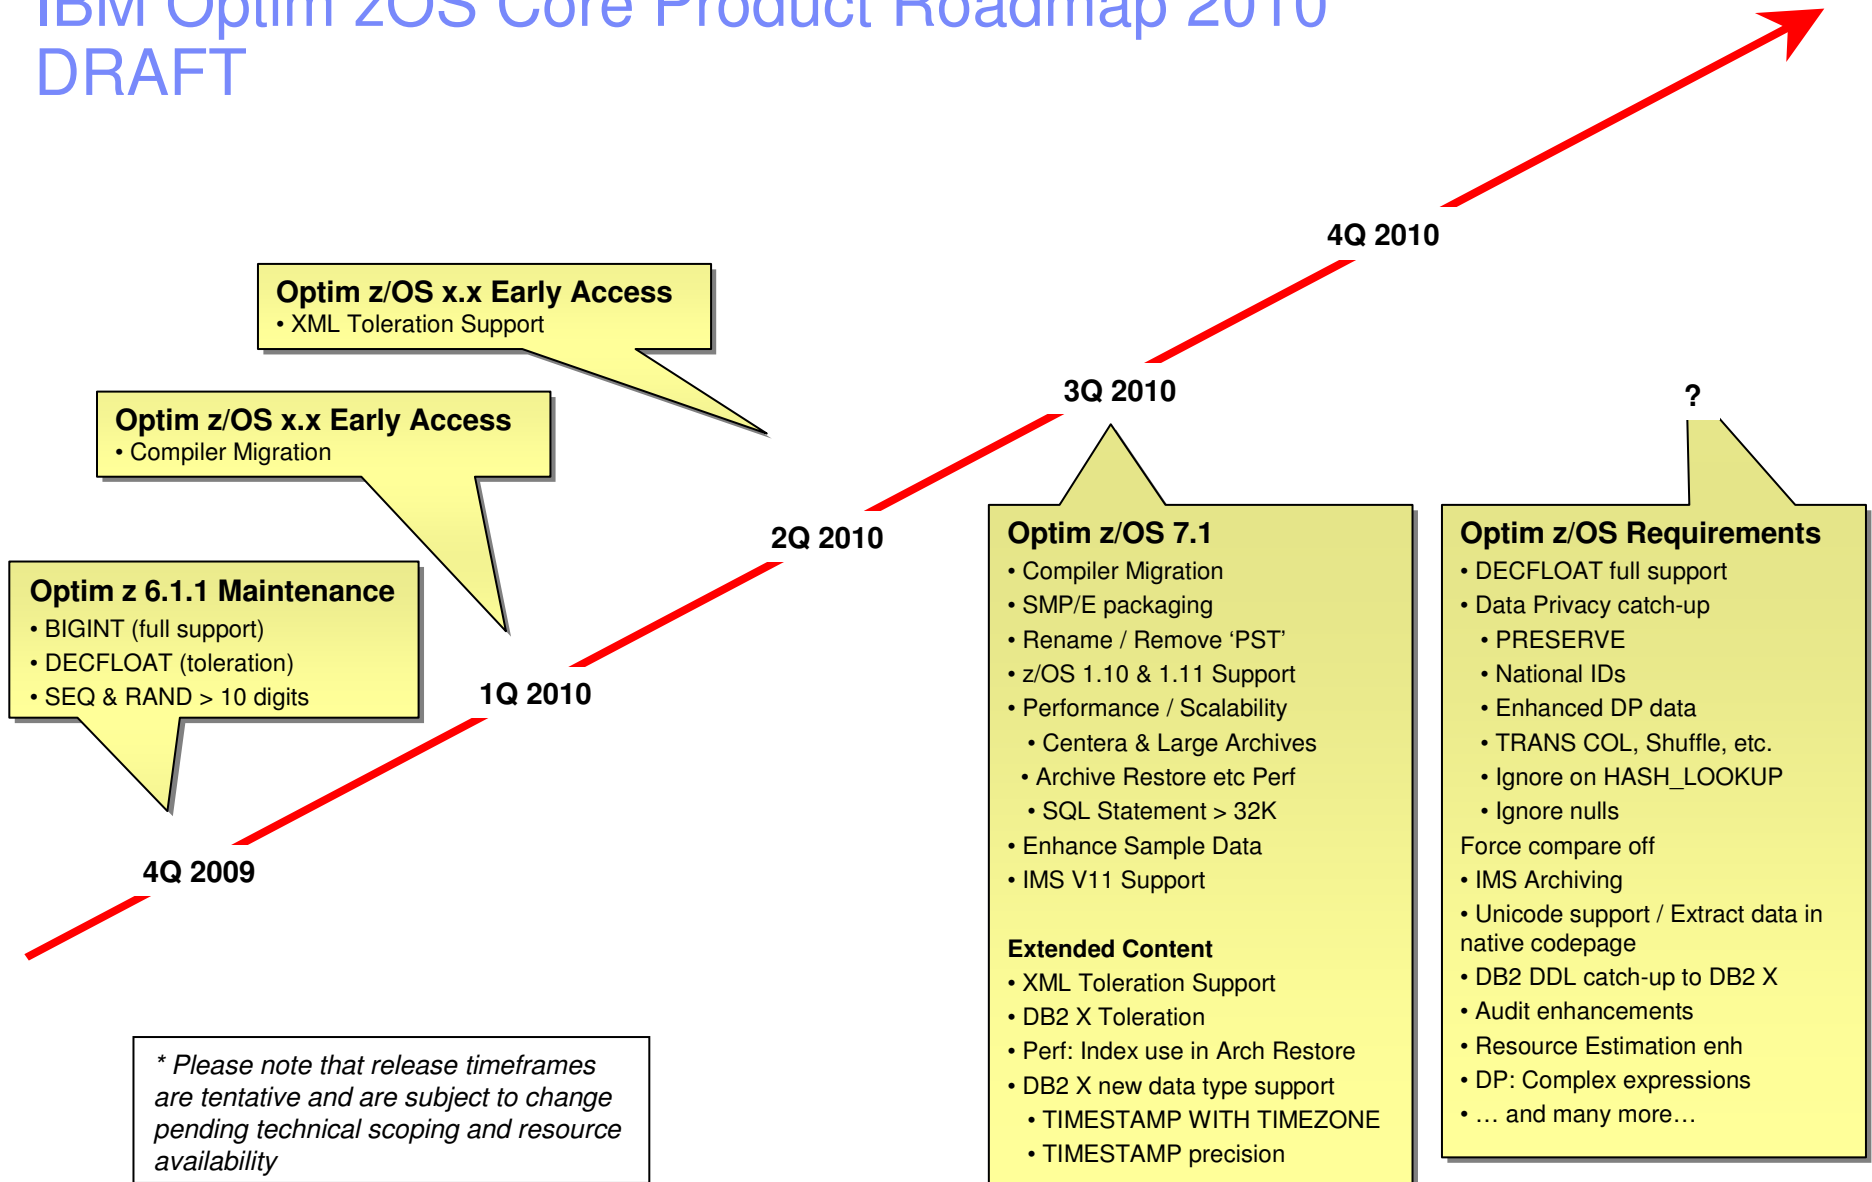 IBM Optim zOS Core Product Roadmap 2010
DRAFT
4Q 2010
Optim z/OS x.x Early Access
• XML Toleration Support
3Q 2010
?
Optim z/OS x.x Early Access
• Compiler Migration
2Q 2010
Optim z 6.1.1 Maintenance
• BIGINT (full support)
• DECFLOAT (toleration)
• SEQ & RAND > 10 digits
1Q 2010
4Q 2009
Optim z/OS 7.1
• Compiler Migration
• SMP/E packaging
• Rename / Remove ‘PST’
• z/OS 1.10 & 1.11 Support
• Performance / Scalability
• Centera & Large Archives
• Archive Restore etc Perf
• SQL Statement > 32K
• Enhance Sample Data
• IMS V11 Support
Extended Content
• XML Toleration Support
• DB2 X Toleration
• Perf: Index use in Arch Restore
• DB2 X new data type support
• TIMESTAMP WITH TIMEZONE
• TIMESTAMP precision
Optim z/OS Requirements
• DECFLOAT full support
• Data Privacy catch-up
• PRESERVE
• National IDs
• Enhanced DP data
• TRANS COL, Shuffle, etc.
• Ignore on HASH_LOOKUP
• Ignore nulls
Force compare off
• IMS Archiving
• Unicode support / Extract data in
native codepage
• DB2 DDL catch-up to DB2 X
• Audit enhancements
• Resource Estimation enh
• DP: Complex expressions
• … and many more…
* Please note that release timeframes
are tentative and are subject to change
pending technical scoping and resource
availability